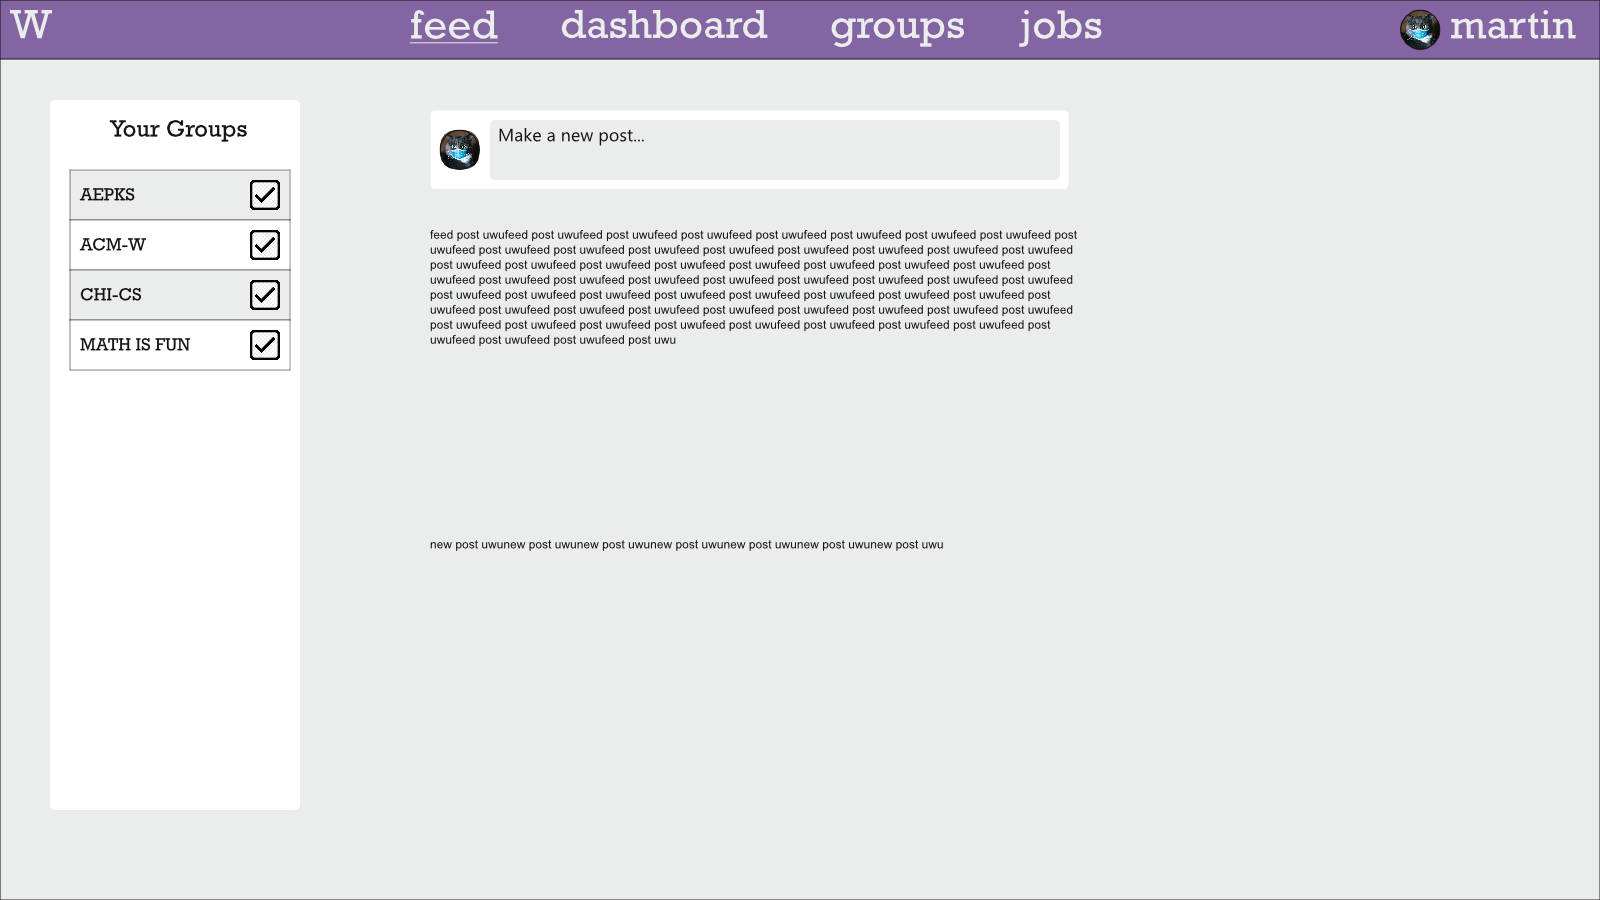 W feed dashboard groups jobs martin
Your Groups
AEPKS
ACM-W
CHI-CS
MATH IS FUN
Make a new post...
feed post uwufeed post uwufeed post uwufeed post uwufeed post uwufeed post uwufeed post uwufeed post uwufeed post
uwufeed post uwufeed post uwufeed post uwufeed post uwufeed post uwufeed post uwufeed post uwufeed post uwufeed
post uwufeed post uwufeed post uwufeed post uwufeed post uwufeed post uwufeed post uwufeed post uwufeed post
uwufeed post uwufeed post uwufeed post uwufeed post uwufeed post uwufeed post uwufeed post uwufeed post uwufeed
post uwufeed post uwufeed post uwufeed post uwufeed post uwufeed post uwufeed post uwufeed post uwufeed post
uwufeed post uwufeed post uwufeed post uwufeed post uwufeed post uwufeed post uwufeed post uwufeed post uwufeed
post uwufeed post uwufeed post uwufeed post uwufeed post uwufeed post uwufeed post uwufeed post uwufeed post
uwufeed post uwufeed post uwufeed post uwu
new post uwunew post uwunew post uwunew post uwunew post uwunew post uwunew post uwu